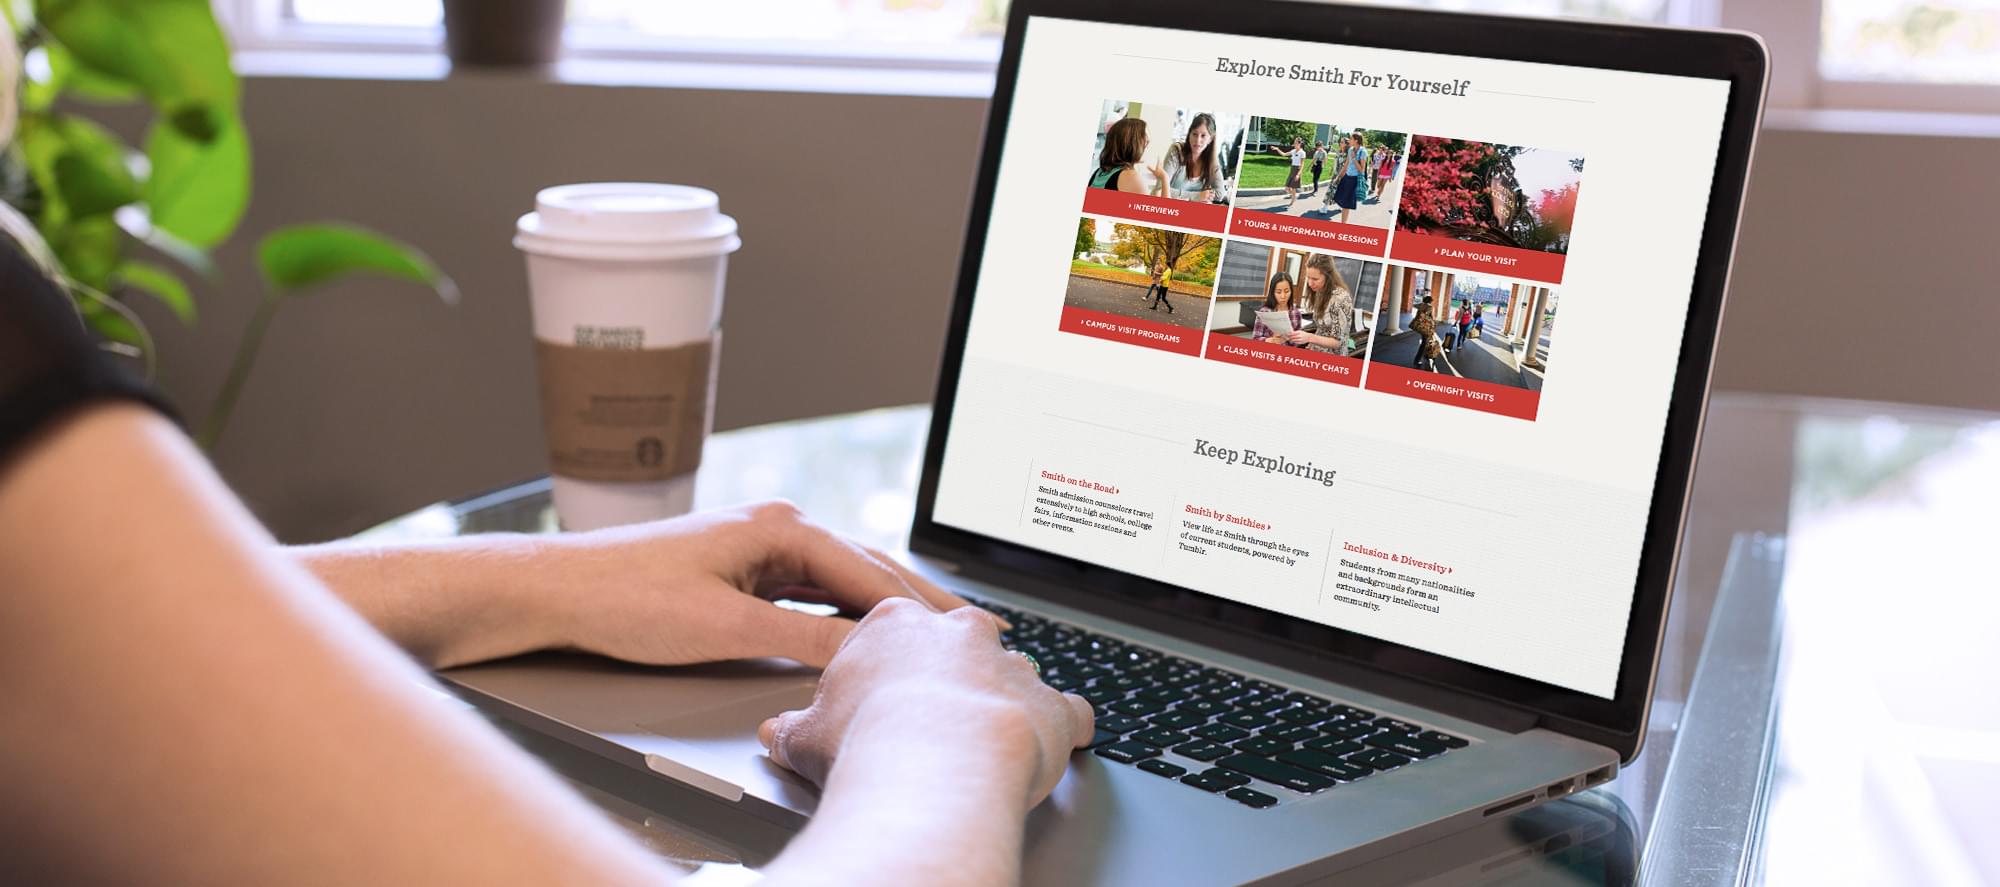 Explore Smith For Yourself
INTERVIEWS
TOURS & INFORMATION SESSIONS
PLAN YOUR VISIT
CAMPUS VISIT PROGRAMS
CLASS VISITS & FACULTY CHATS
OVERNIGHT VISITS
Keep Exploring
Smith on the Road
Smith admission counselors travel
extensively to high schools, college
fairs, information sessions and
other events.
Smith by Smithies
View life at Smith through the eyes
of current students, powered by
Tumblr.
Inclusion & Diversity
Students from many nationalities
and backgrounds form an
extraordinary intellectual
community.